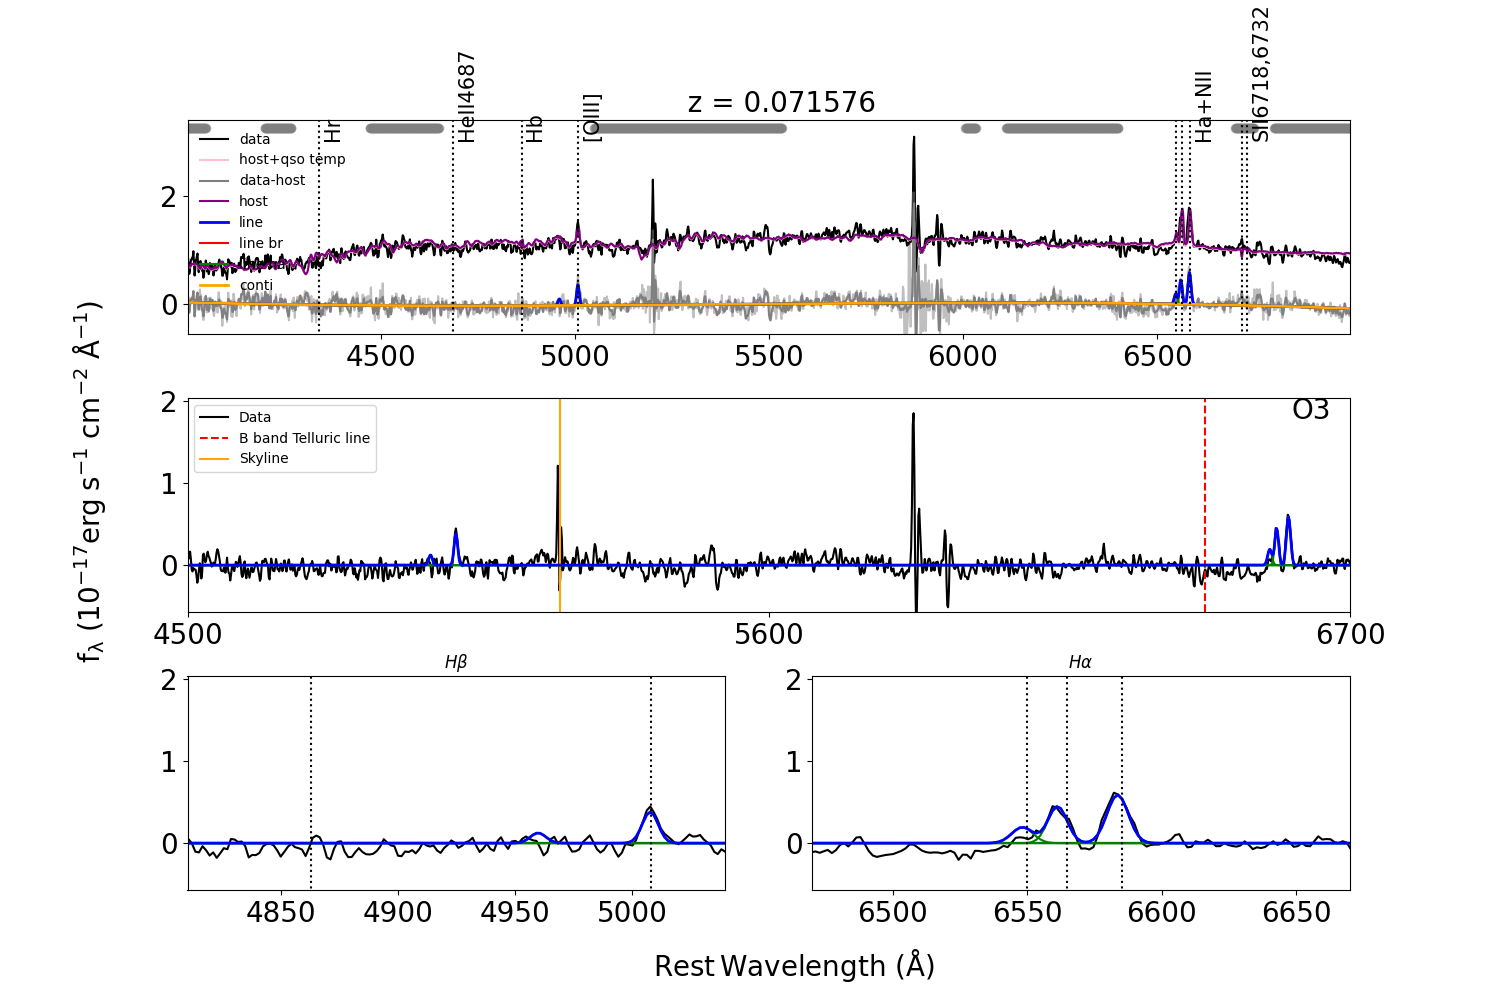 z = 0.071576
Hr
HeII4687
Hb
[OIII]
Ha+NII
SII6718,6732
data
host+qso temp
data-host
host
line
line br
conti
2
0
4500
5000
5500
6000
6500
fλ (10⁻¹⁷erg s⁻¹ cm⁻² Å⁻¹)
O3
Data
B band Telluric line
Skyline
2
1
0
4500
5600
6700
Hβ
2
1
0
4850
4900
4950
5000
Hα
2
1
0
6500
6550
6600
6650
Rest Wavelength (Å)